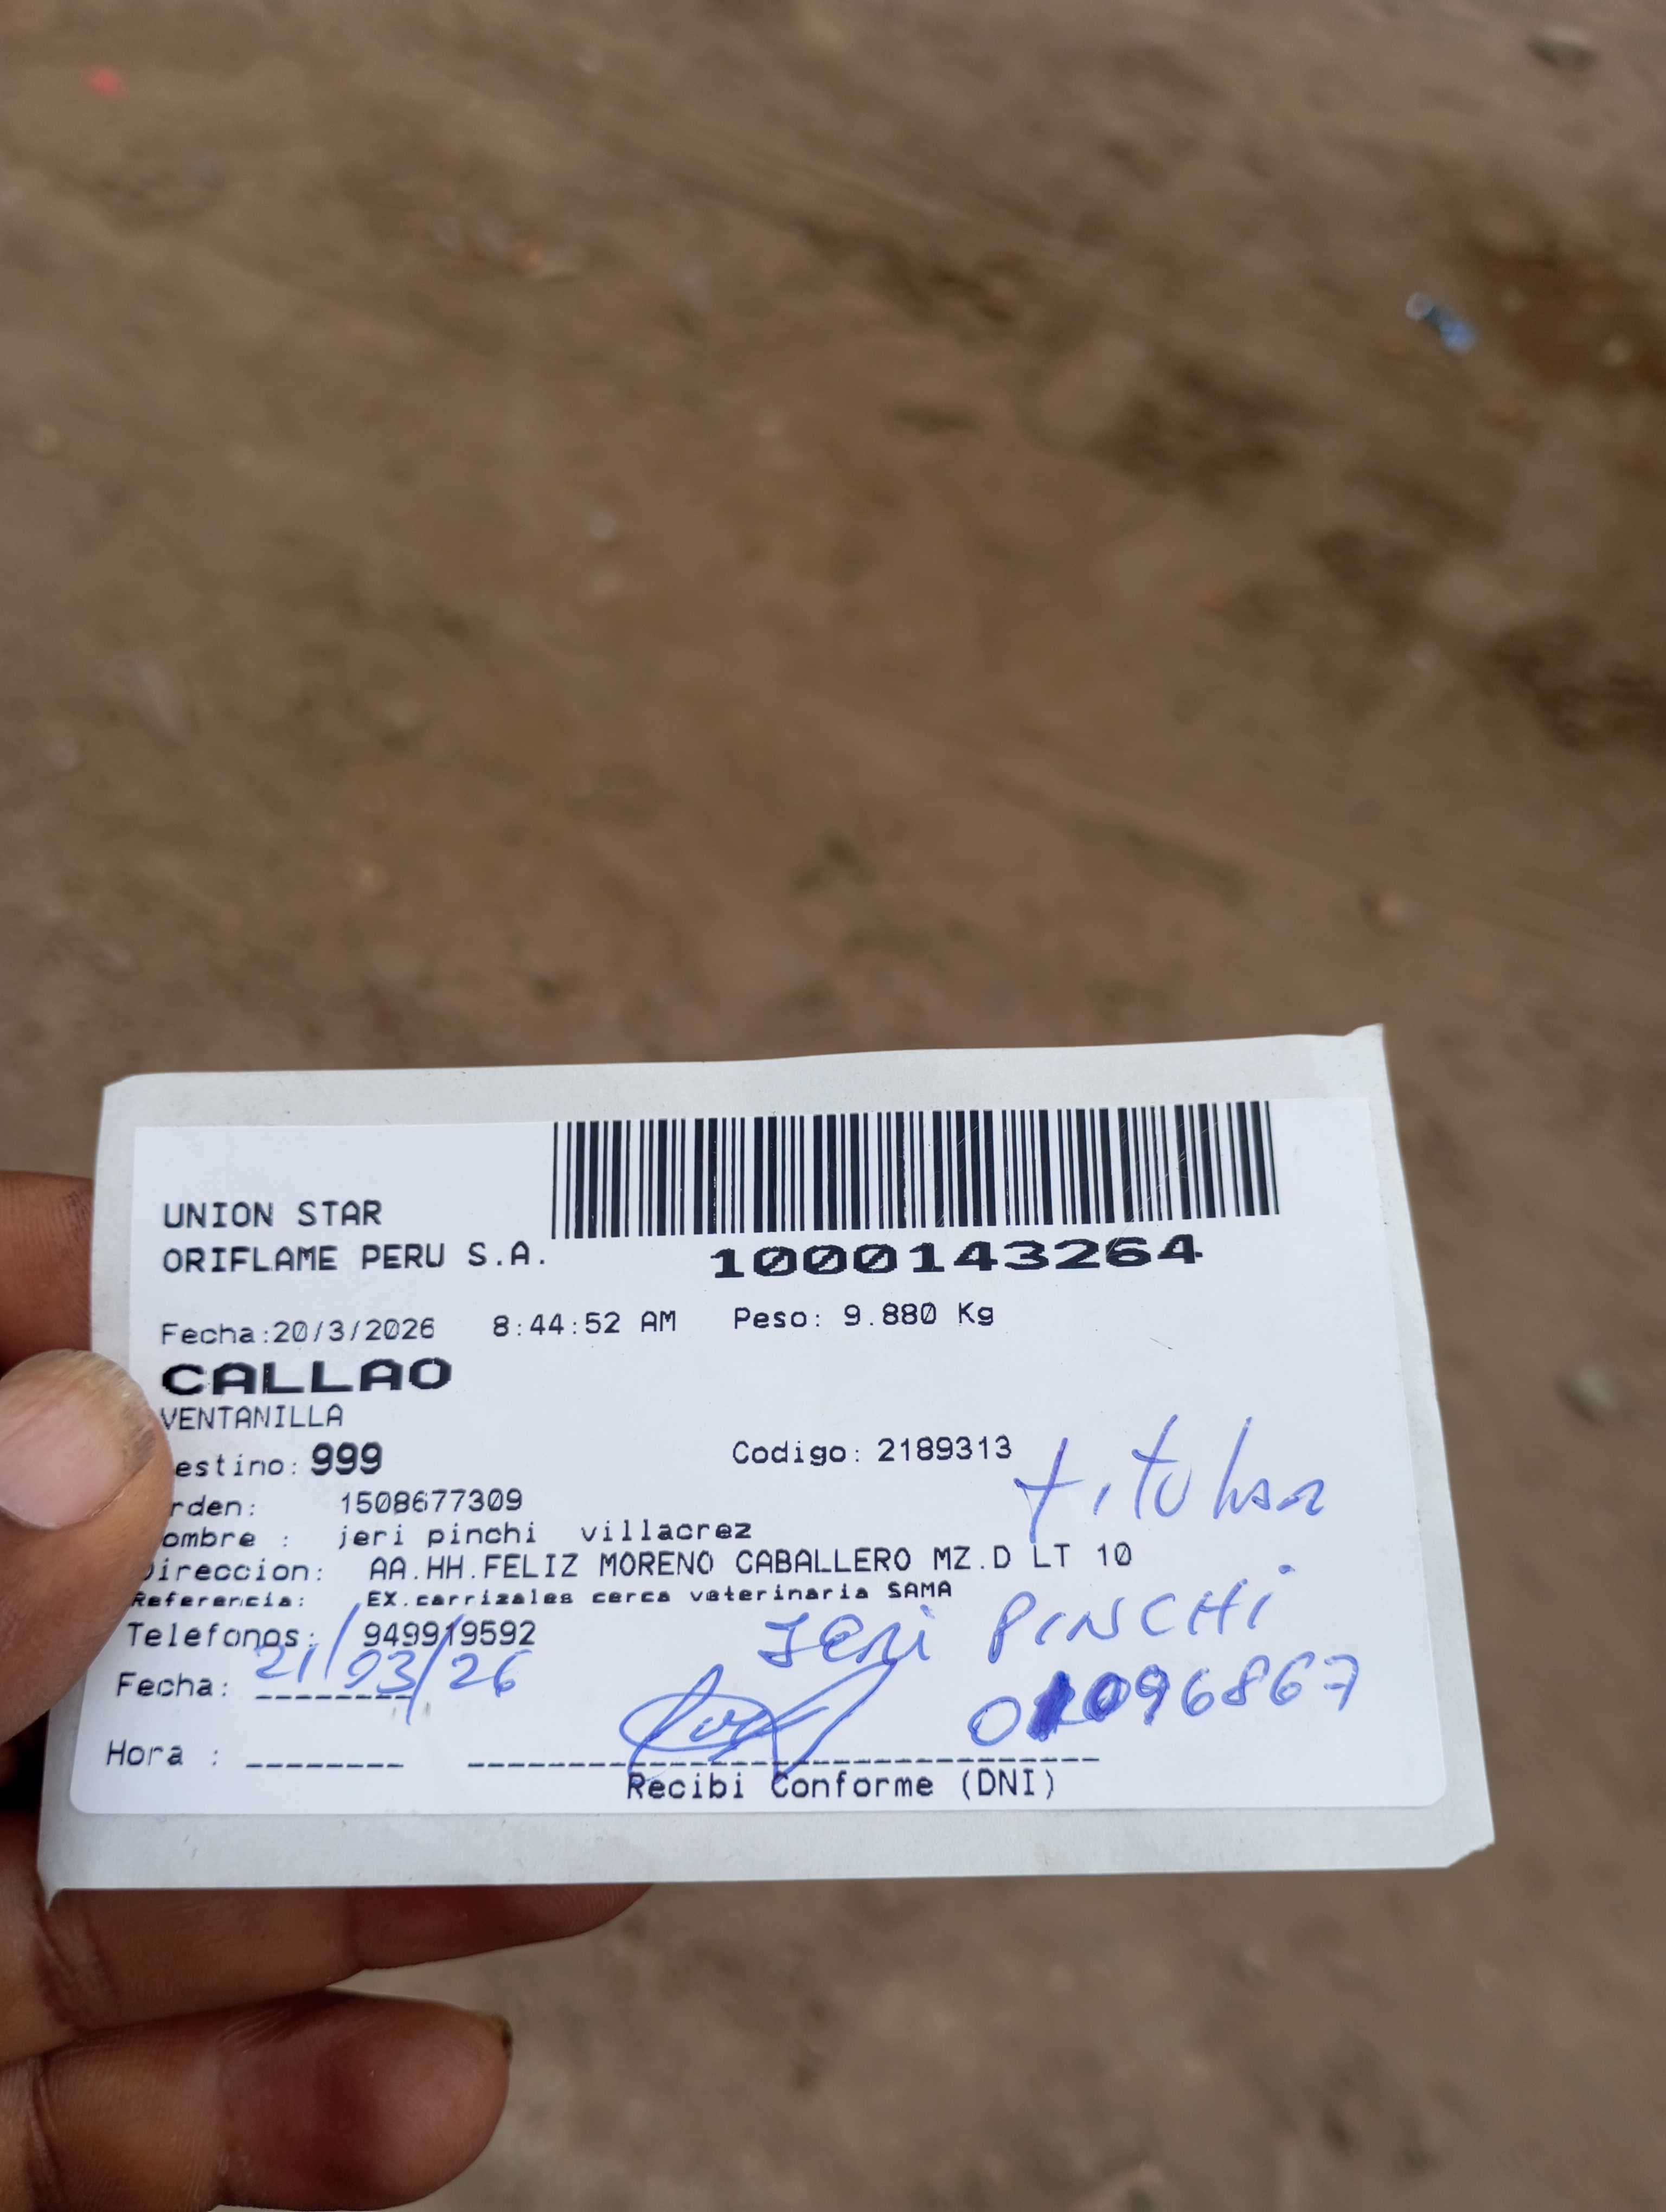 UNION STAR
ORIFLAME PERU S.A.
1000143264
Fecha:20/3/2026 8:44:52 AM Peso: 9.880 Kg
CALLAO
VENTANILLA
estino: 999 Codigo: 2189313
titular
rden: 1508677309
ombre : jeri pinchi villacrez
Direccion: AA.HH.FELIZ MORENO CABALLERO MZ.D LT 10
Referencia: EX.carrizales cerca veterinaria SAMA
Telefonos: 949919592
Jeri PINCHI
Fecha: 21/03/26
096867
Hora :
Recibi Conforme (DNI)